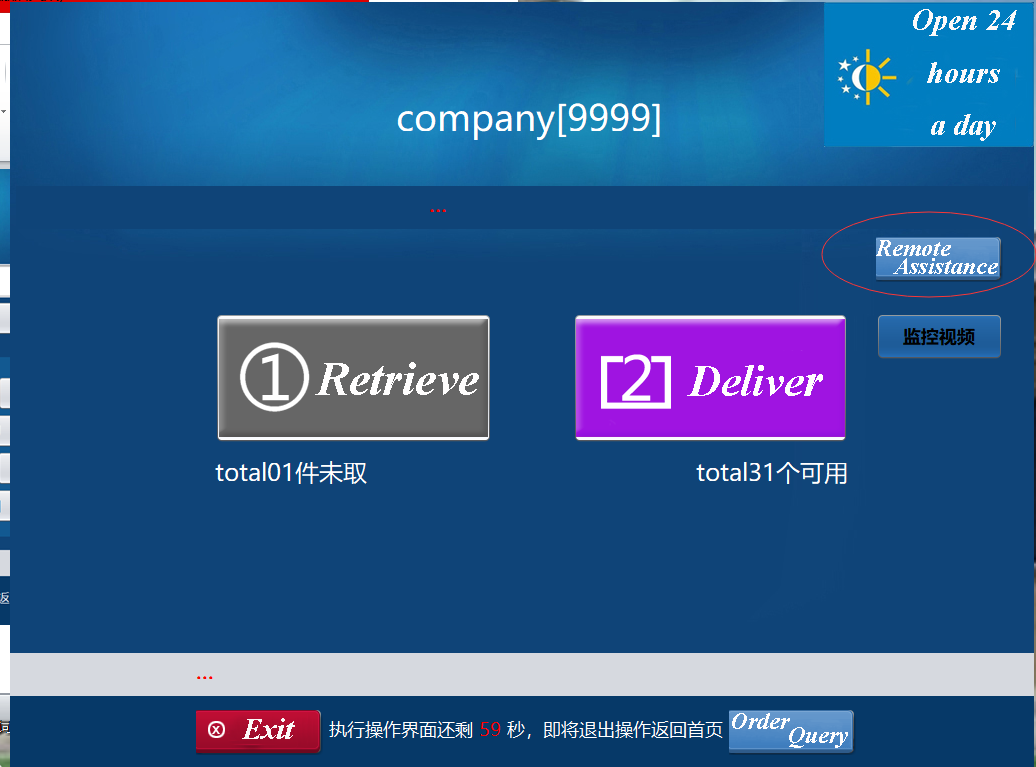 Open 24
hours
a day
company[9999]
...
Remote
Assistance
监控视频
1 Retrieve
2 Deliver
total01件未取
total31个可用
...
Exit
执行操作界面还剩 59 秒，即将退出操作返回首页
Order
Query
返